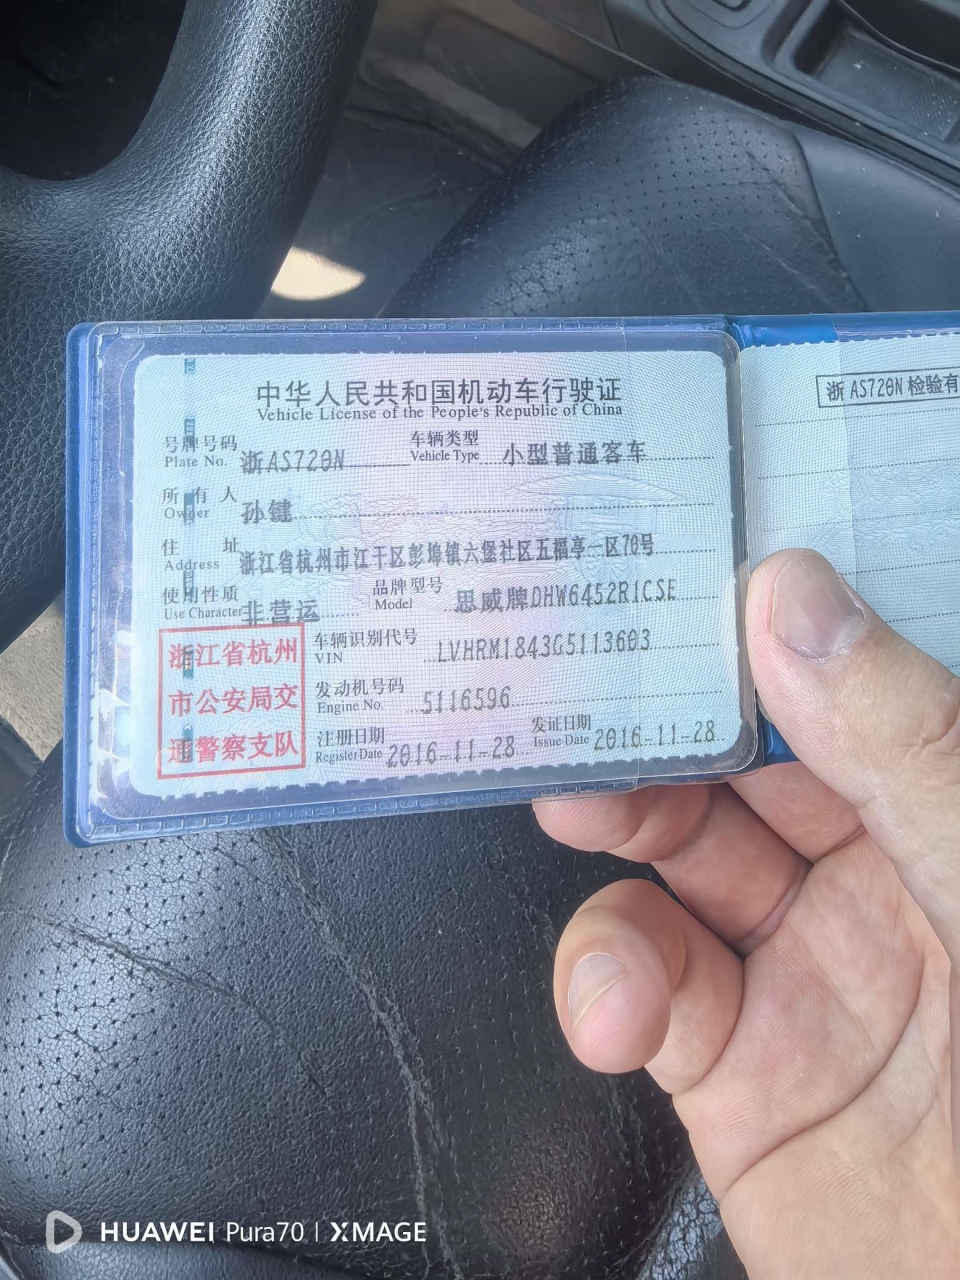 中华人民共和国机动车行驶证
Vehicle License of the People's Republic of China
号牌号码 浙AS720N 车辆类型 小型普通客车
Plate No. Vehicle Type
所有人 孙键
Owner
住址 浙江省杭州市江干区彭埠镇六堡社区五福亭一区70号
Address
使用性质 非营运 品牌型号 思威牌DHW6452R1CSE
Use Character Model
浙江省杭州
市公安局交
通警察支队
车辆识别代号 LVHRM1843G5113603
VIN
发动机号码 5116596
Engine No.
注册日期 2016-11-28 发证日期 2016-11-28
Register Date Issue Date
浙AS720N 检验有
HUAWEI Pura70 | XMAGE